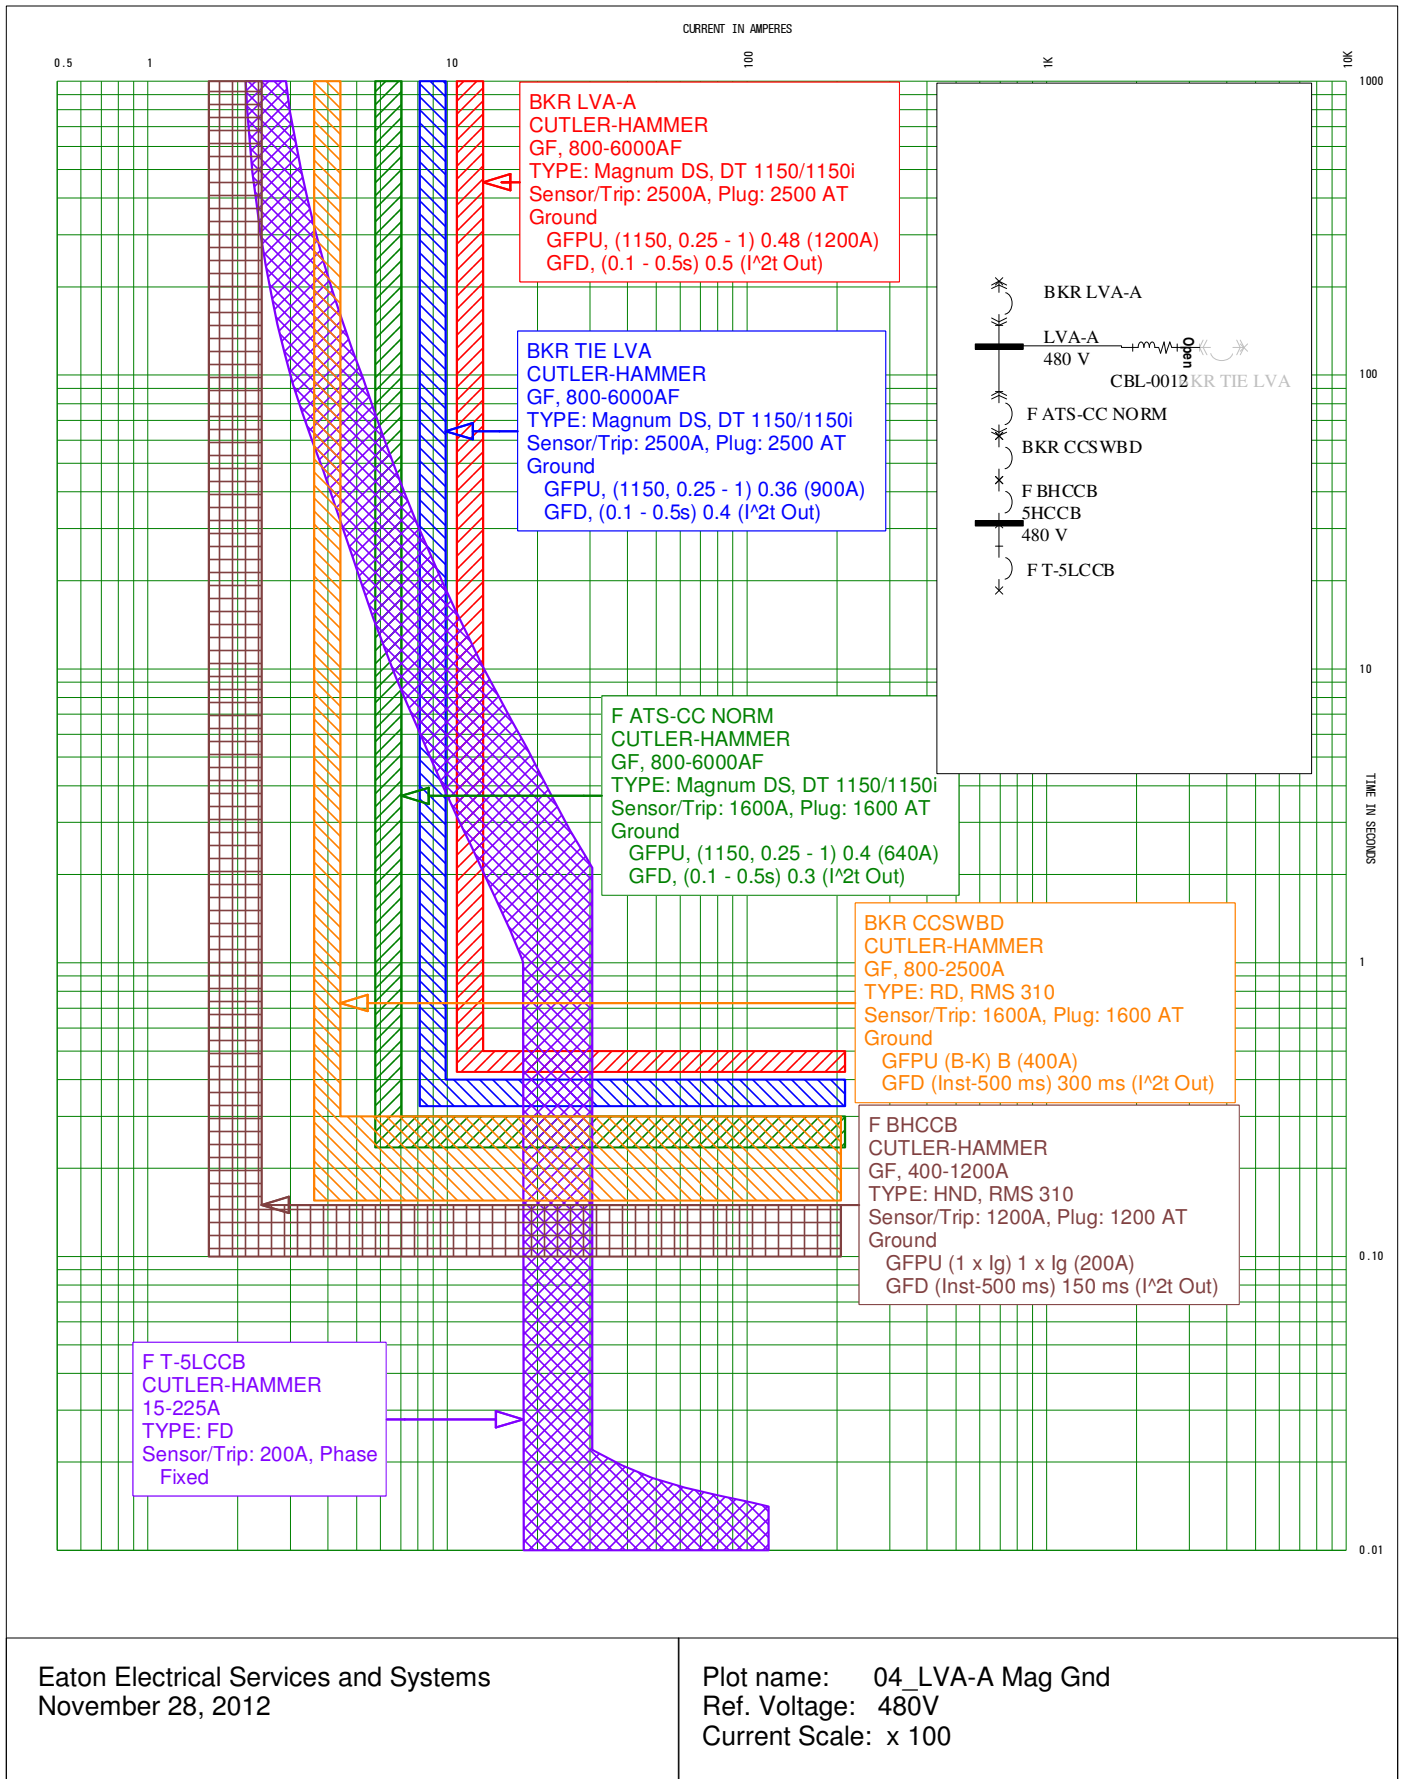 CURRENT IN AMPERES
0.5 1 10 100 1K 10K
1000
BKR LVA-A
CUTLER-HAMMER
GF, 800-6000AF
TYPE: Magnum DS, DT 1150/1150i
Sensor/Trip: 2500A, Plug: 2500 AT
Ground
GFPU, (1150, 0.25 - 1) 0.48 (1200A)
GFD, (0.1 - 0.5s) 0.5 (I^2t Out)
BKR TIE LVA
CUTLER-HAMMER
GF, 800-6000AF
TYPE: Magnum DS, DT 1150/1150i
Sensor/Trip: 2500A, Plug: 2500 AT
Ground
GFPU, (1150, 0.25 - 1) 0.36 (900A)
GFD, (0.1 - 0.5s) 0.4 (I^2t Out)
BKR LVA-A
LVA-A
480 V
Open
CBL-0012
BKR TIE LVA
F ATS-CC NORM
BKR CCSWBD
F BHCCB
5HCCB
480 V
F T-5LCCB
100
10
F ATS-CC NORM
CUTLER-HAMMER
GF, 800-6000AF
TYPE: Magnum DS, DT 1150/1150i
Sensor/Trip: 1600A, Plug: 1600 AT
Ground
GFPU, (1150, 0.25 - 1) 0.4 (640A)
GFD, (0.1 - 0.5s) 0.3 (I^2t Out)
TIME IN SECONDS
BKR CCSWBD
CUTLER-HAMMER
GF, 800-2500A
TYPE: RD, RMS 310
Sensor/Trip: 1600A, Plug: 1600 AT
Ground
GFPU (B-K) B (400A)
GFD (Inst-500 ms) 300 ms (I^2t Out)
1
F BHCCB
CUTLER-HAMMER
GF, 400-1200A
TYPE: HND, RMS 310
Sensor/Trip: 1200A, Plug: 1200 AT
Ground
GFPU (1 x Ig) 1 x Ig (200A)
GFD (Inst-500 ms) 150 ms (I^2t Out)
0.10
F T-5LCCB
CUTLER-HAMMER
15-225A
TYPE: FD
Sensor/Trip: 200A, Phase
Fixed
0.01
Eaton Electrical Services and Systems
November 28, 2012
Plot name: 04_LVA-A Mag Gnd
Ref. Voltage: 480V
Current Scale: x 100